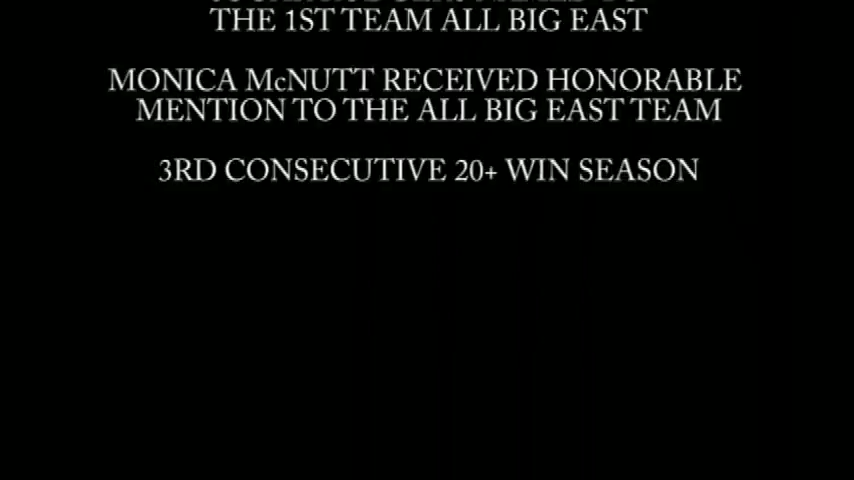 THE 1ST TEAM ALL BIG EAST
MONICA McNUTT RECEIVED HONORABLE
MENTION TO THE ALL BIG EAST TEAM
3RD CONSECUTIVE 20+ WIN SEASON